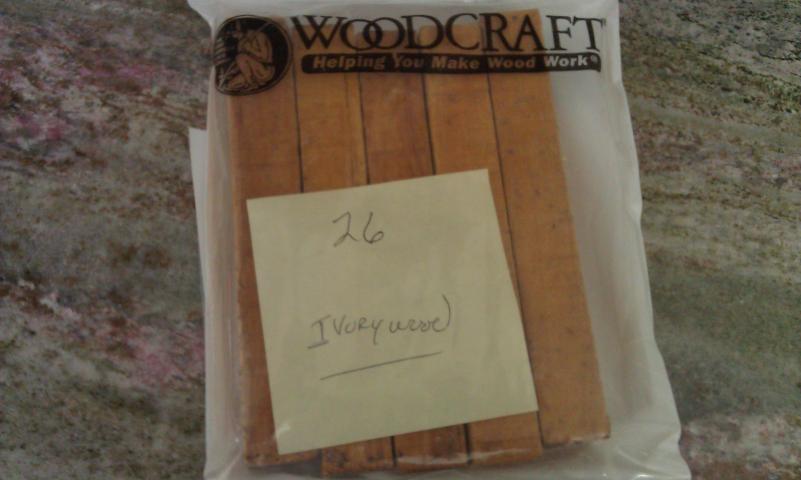 WOODCRAFT
Helping You Make Wood Work®
26
Ivorywood